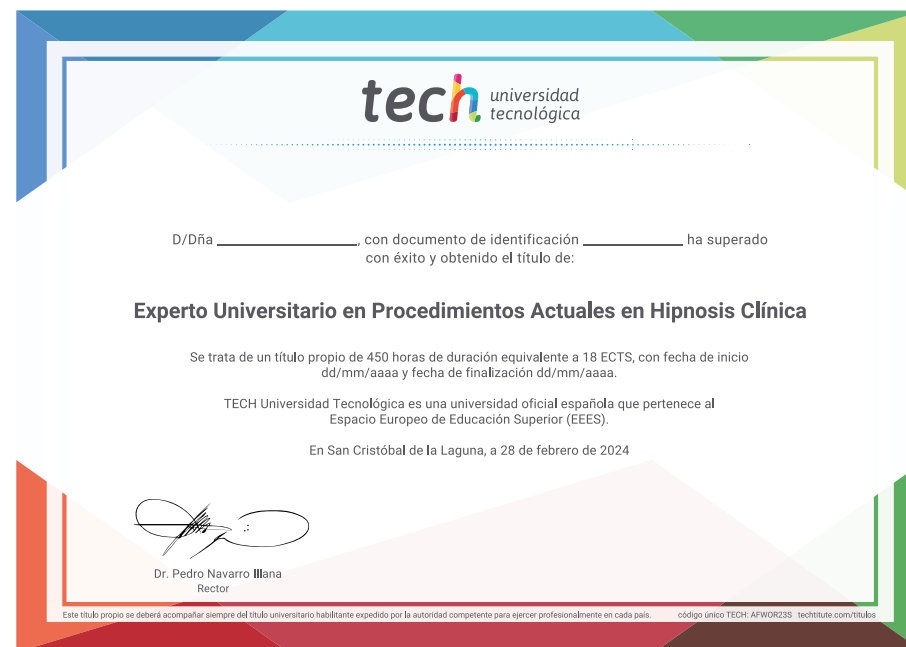 tech universidad
tecnológica
D/Dña ____________________, con documento de identificación ______________ ha superado
con éxito y obtenido el título de:
Experto Universitario en Procedimientos Actuales en Hipnosis Clínica
Se trata de un título propio de 450 horas de duración equivalente a 18 ECTS, con fecha de inicio
dd/mm/aaaa y fecha de finalización dd/mm/aaaa.
TECH Universidad Tecnológica es una universidad oficial española que pertenece al
Espacio Europeo de Educación Superior (EEES).
En San Cristóbal de la Laguna, a 28 de febrero de 2024
Dr. Pedro Navarro Illana
Rector
Este título propio se deberá acompañar siempre del título universitario habilitante expedido por la autoridad competente para ejercer profesionalmente en cada país. código único TECH: AFWOR23S techtitute.com/titulos